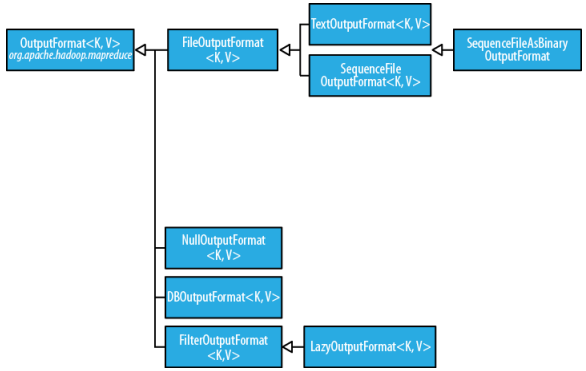 OutputFormat<K, V>
org.apache.hadoop.mapreduce
FileOutputFormat
<K, V>
TextOutputFormat<K, V>
SequenceFile
OutputFormat<K, V>
SequenceFileAsBinary
OutputFormat
NullOutputFormat
<K, V>
DBOutputFormat<K, V>
FilterOutputFormat
<K,V>
LazyOutputFormat<K, V>